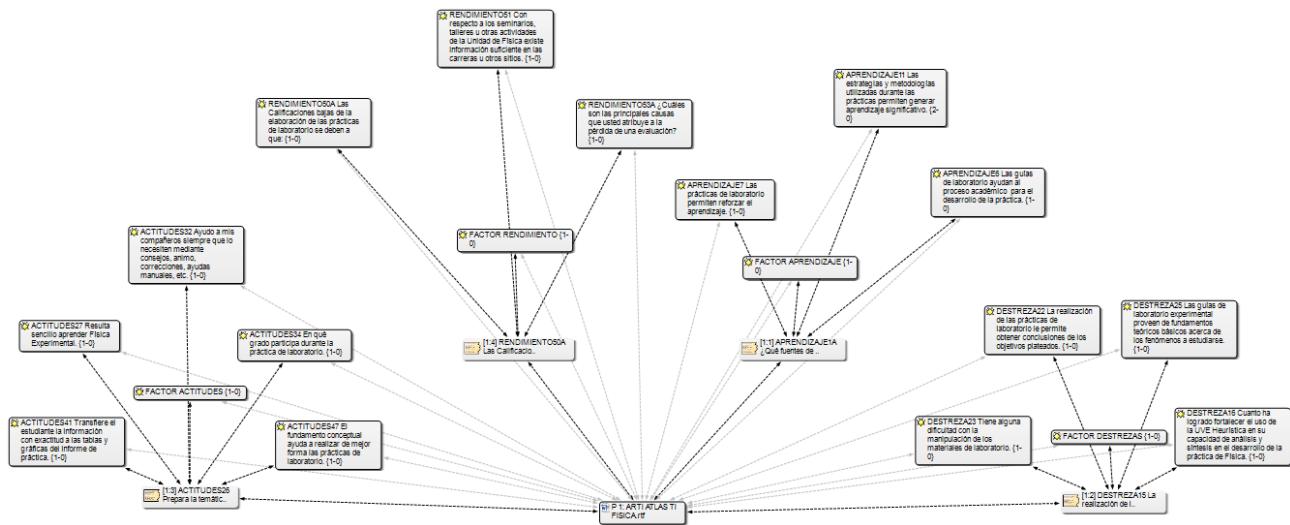 RENDIMIENTO51 Con
respecto a los seminarios,
talleres u otras actividades
de la Unidad de Física existe
información suficiente en las
carreras u otros sitios. {1-0}
RENDIMIENTO50A Las
Calificaciones bajas de la
elaboración de las prácticas
de laboratorio se deben a
que: {1-0}
RENDIMIENTO53A ¿Cuáles
son las principales causas
que usted atribuye a la
pérdida de una evaluación?
{1-0}
APRENDIZAJE11 Las
estrategias y metodologías
utilizadas durante las
prácticas permiten generar
aprendizaje significativo. {2-
0}
APRENDIZAJE7 Las
prácticas de laboratorio
permiten reforzar el
aprendizaje. {1-0}
APRENDIZAJE6 Las guías
de laboratorio ayudan al
proceso académico para el
desarrollo de la práctica. {1-
0}
ACTITUDES32 Ayudo a mis
compañeros siempre que lo
necesiten mediante
consejos, animo,
correcciones, ayudas
manuales, etc. {1-0}
FACTOR RENDIMIENTO {1-
0}
FACTOR APRENDIZAJE {1-
0}
ACTITUDES27 Resulta
sencillo aprender Física
Experimental. {1-0}
ACTITUDES34 En qué
grado participa durante la
práctica de laboratorio. {1-0}
[1:4] RENDIMIENTO50A
Las Calificacio..
[1:1] APRENDIZAJE1A
¿Qué fuentes de ..
DESTREZA22 La realización
de las prácticas de
laboratorio le permite
obtener conclusiones de los
objetivos plateados. {1-0}
DESTREZA25 Las guías de
laboratorio experimental
proveen de fundamentos
teóricos básicos acerca de
los fenómenos a estudiarse.
{1-0}
FACTOR ACTITUDES {1-0}
ACTITUDES41 Transfiere el
estudiante la información
con exactitud a las tablas y
gráficas del informe de
práctica. {1-0}
ACTITUDES47 El
fundamento conceptual
ayuda a realizar de mejor
forma las prácticas de
laboratorio. {1-0}
[1:3] ACTITUDES26
Prepara la temátic..
P 1: ARTI ATLAS TI
FISICA.rtf
DESTREZA23 Tiene alguna
dificultad con la
manipulación de los
materiales de laboratorio. {1-
0}
FACTOR DESTREZAS {1-0}
DESTREZA16 Cuanto ha
logrado fortalecer el uso de
la UVE Heurística en su
capacidad de análisis y
síntesis en el desarrollo de la
práctica de Física. {1-0}
[1:2] DESTREZA15 La
realización de l..